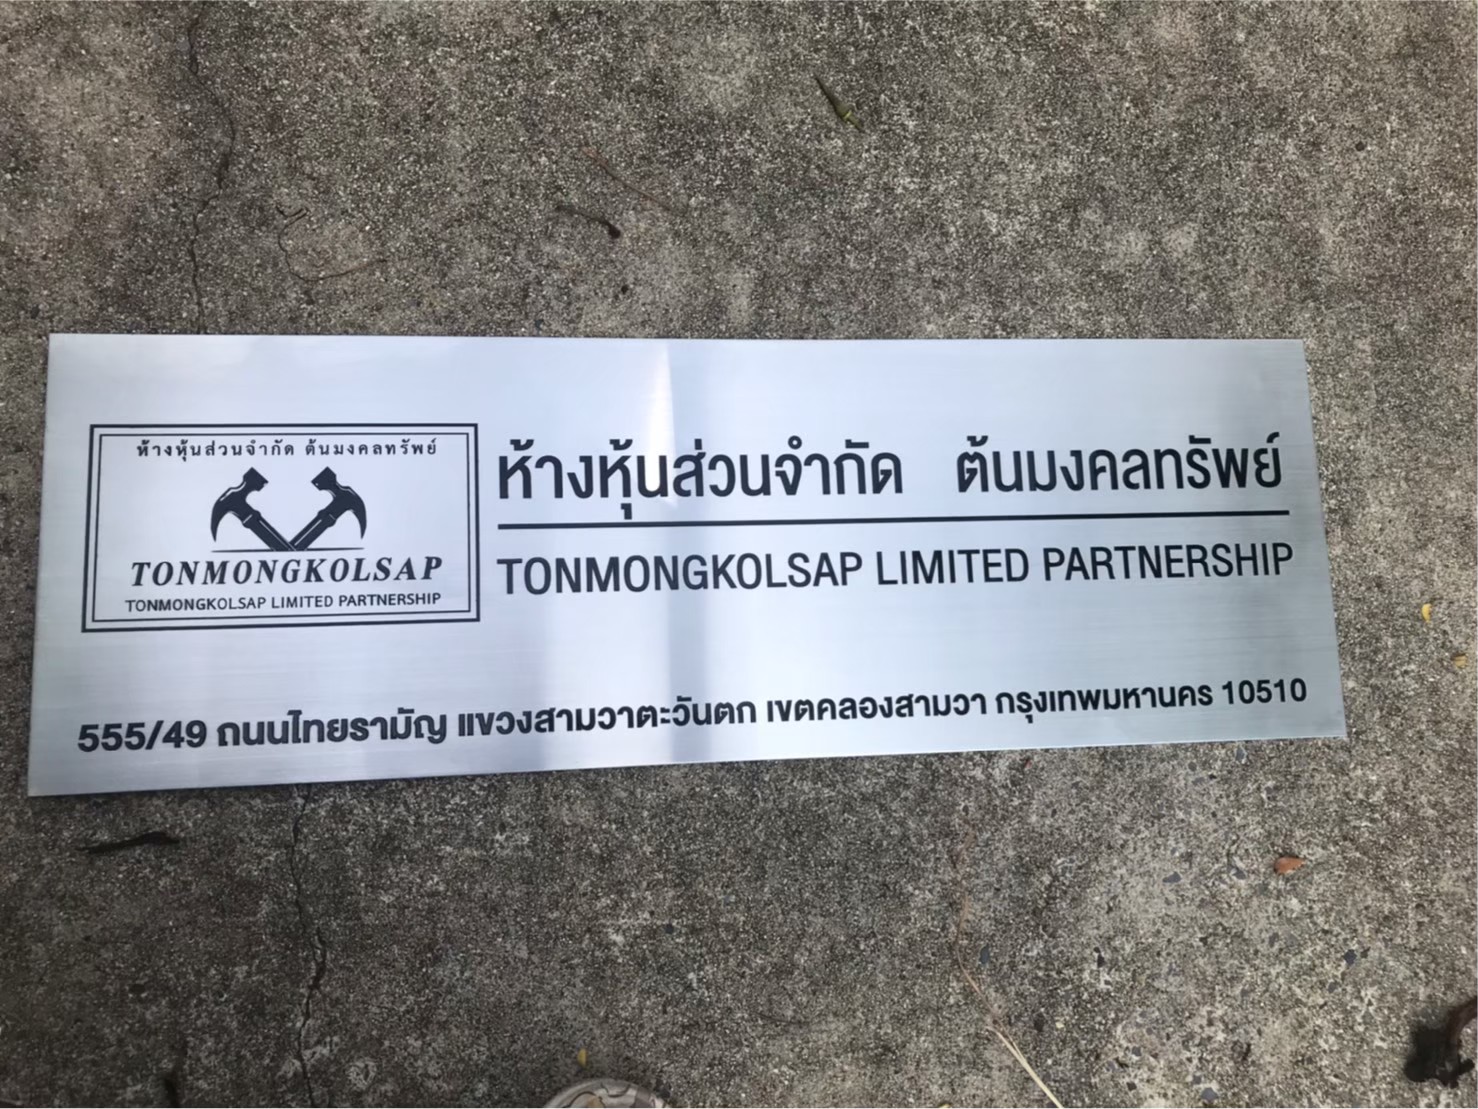 ห้างหุ้นส่วนจำกัด ต้นมงคลทรัพย์
TONMONGKOLSAP
TONMONGKOLSAP LIMITED PARTNERSHIP
ห้างหุ้นส่วนจำกัด ต้นมงคลทรัพย์
TONMONGKOLSAP LIMITED PARTNERSHIP
555/49 ถนนไทยรามัญ แขวงสามวาตะวันตก เขตคลองสามวา กรุงเทพมหานคร 10510